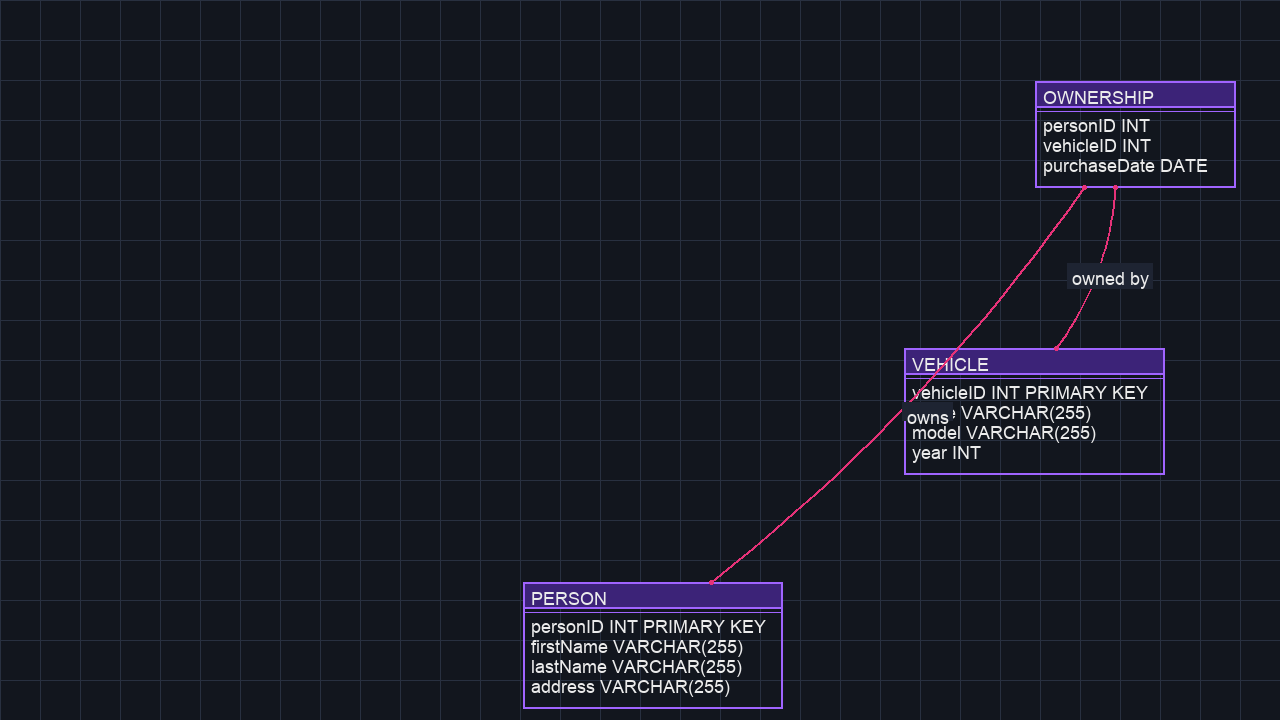 OWNERSHIP
personID INT
vehicleID INT
purchaseDate DATE
owned by
VEHICLE
vehicleID INT PRIMARY KEY
VARCHAR(255)
owns
model VARCHAR(255)
year INT
PERSON
personID INT PRIMARY KEY
firstName VARCHAR(255)
lastName VARCHAR(255)
address VARCHAR(255)